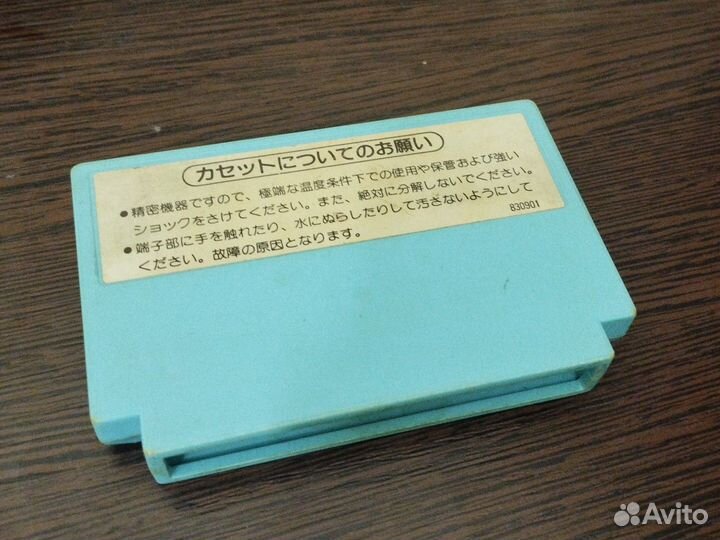 カセットについてのお願い
●精密機器ですので、極端な温度条件下での使用や保管および強い
ショックをさけてください。また、絶対に分解しないでください。
●端子部に手を触れたり、水にぬらしたりして汚さないようにして
ください。故障の原因となります。
830901
Avito